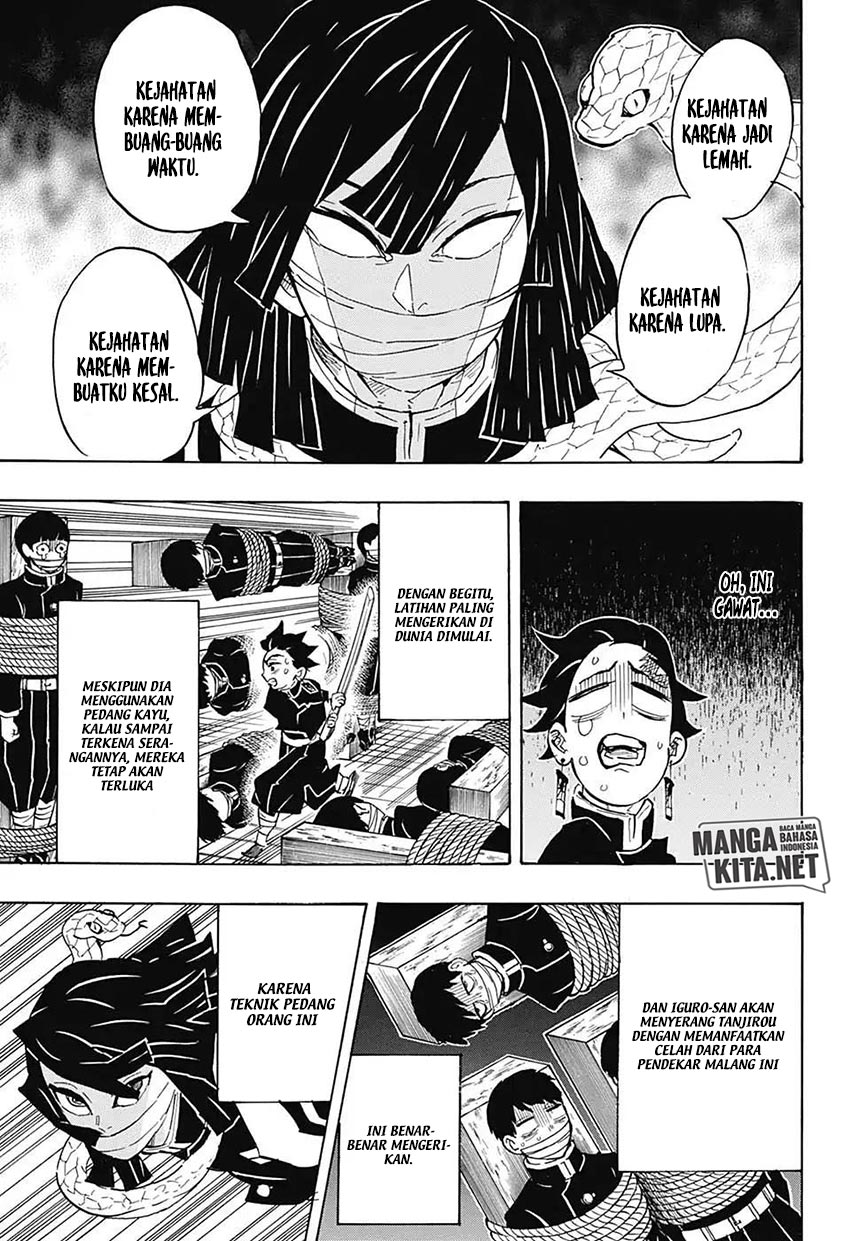 KEJAHATAN
KARENA JADI
LEMAH.
KEJAHATAN
KARENA LUPA.
KEJAHATAN
KARENA MEM-
BUANG-BUANG
WAKTU.
KEJAHATAN
KARENA MEM-
BUATKU KESAL.
OH, INI
GAWAT...
DENGAN BEGITU,
LATIHAN PALING
MENGERIKAN DI
DUNIA DIMULAI.
MESKIPUN DIA
MENGGUNAKAN
PEDANG KAYU,
KALAU SAMPAI
TERKENA SERA-
NGANNYA, MEREKA
TETAP AKAN
TERLUKA
MANGA
KITA.NET
BACA MANGA
BAHASA
INDONESIA
DAN IGURO-SAN AKAN
MENYERANG TANJIROU
DENGAN MEMANFAATKAN
CELAH DARI PARA
PENDEKAR MALANG INI
KARENA
TEKNIK PEDANG
ORANG INI
INI BENAR-
BENAR MENGERI-
KAN.